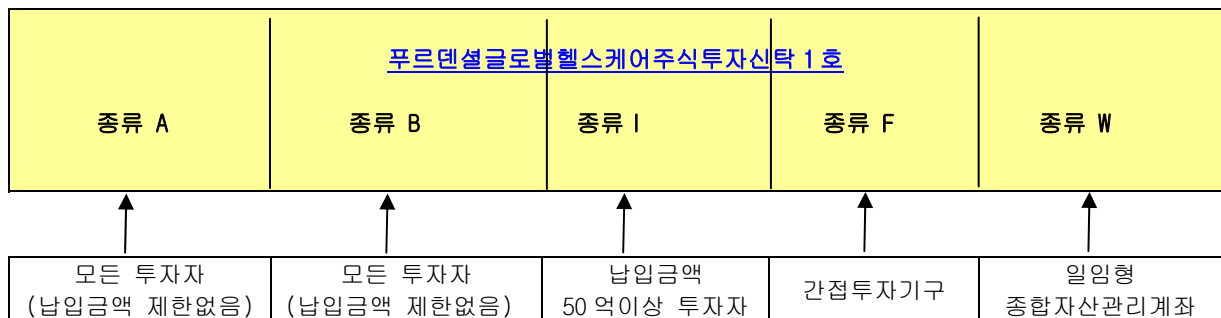 푸르덴셜글로벌헬스케어주식투자신탁 1 호
종류 A
종류 B
종류 I
종류 F
종류 W
모든 투자자
(납입금액 제한없음)
모든 투자자
(납입금액 제한없음)
납입금액
50 억이상 투자자
간접투자기구
일임형
종합자산관리계좌